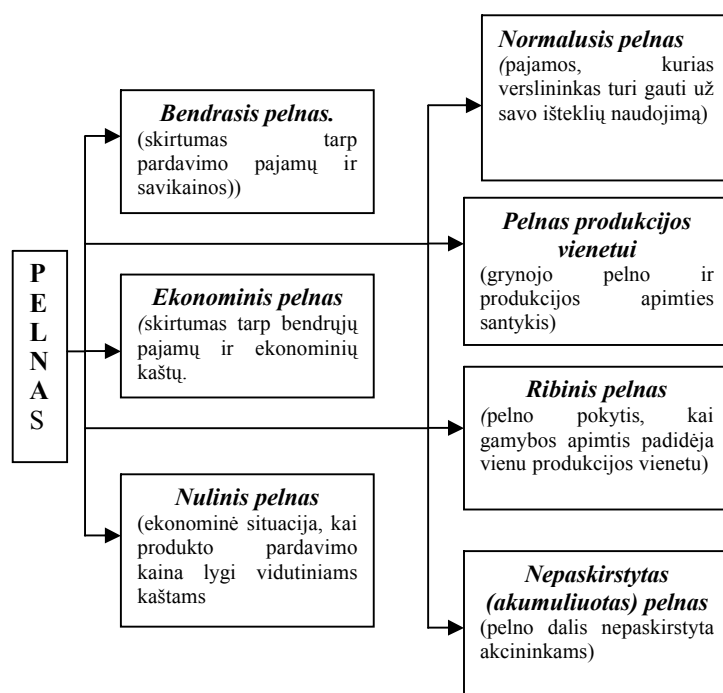 P
E
L
N
A
S
Bendrasis pelnas.
(skirtumas tarp
pardavimo pajamų ir
savikainos))
Ekonominis pelnas
(skirtumas tarp bendrųjų
pajamų ir ekonominių
kaštų.
Nulinis pelnas
(ekonominė situacija, kai
produkto pardavimo
kaina lygi vidutiniams
kaštams
Normalusis pelnas
(pajamos, kurias
verslininkas turi gauti už
savo išteklių naudojimą)
Pelnas produkcijos
vienetui
(grynojo pelno ir
produkcijos apimties
santykis)
Ribinis pelnas
(pelno pokytis, kai
gamybos apimtis padidėja
vienu produkcijos vienetu)
Nepaskirstytas
(akumuliuotas) pelnas
(pelno dalis nepaskirstyta
akcininkams)